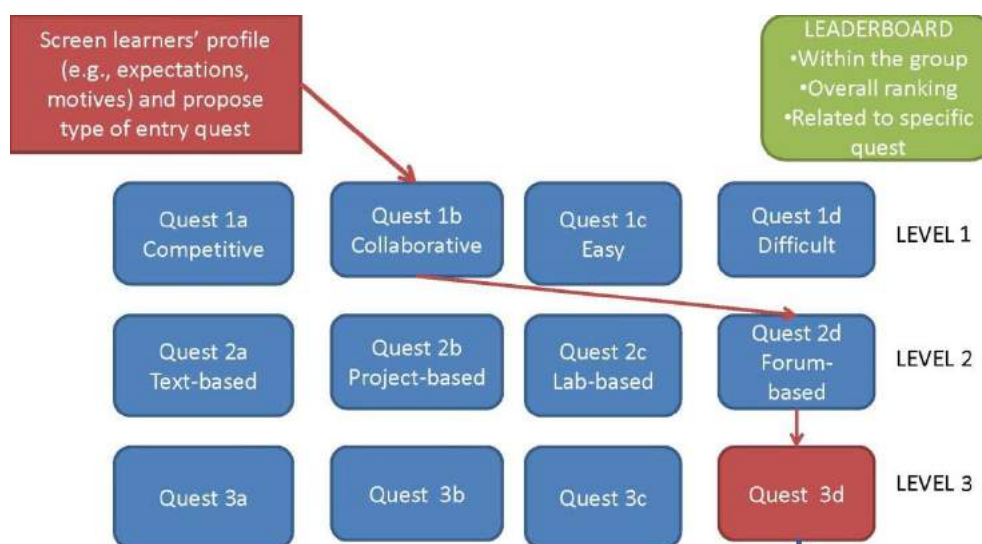 Screen learners’ profile
(e.g., expectations,
motives) and propose
type of entry quest
LEADERBOARD
•Within the group
•Overall ranking
•Related to specific
quest
Quest 1a
Competitive
Quest 1b
Collaborative
Quest 1c
Easy
Quest 1d
Difficult
LEVEL 1
Quest 2a
Text-based
Quest 2b
Project-based
Quest 2c
Lab-based
Quest 2d
Forum-
based
LEVEL 2
Quest 3a
Quest 3b
Quest 3c
Quest 3d
LEVEL 3